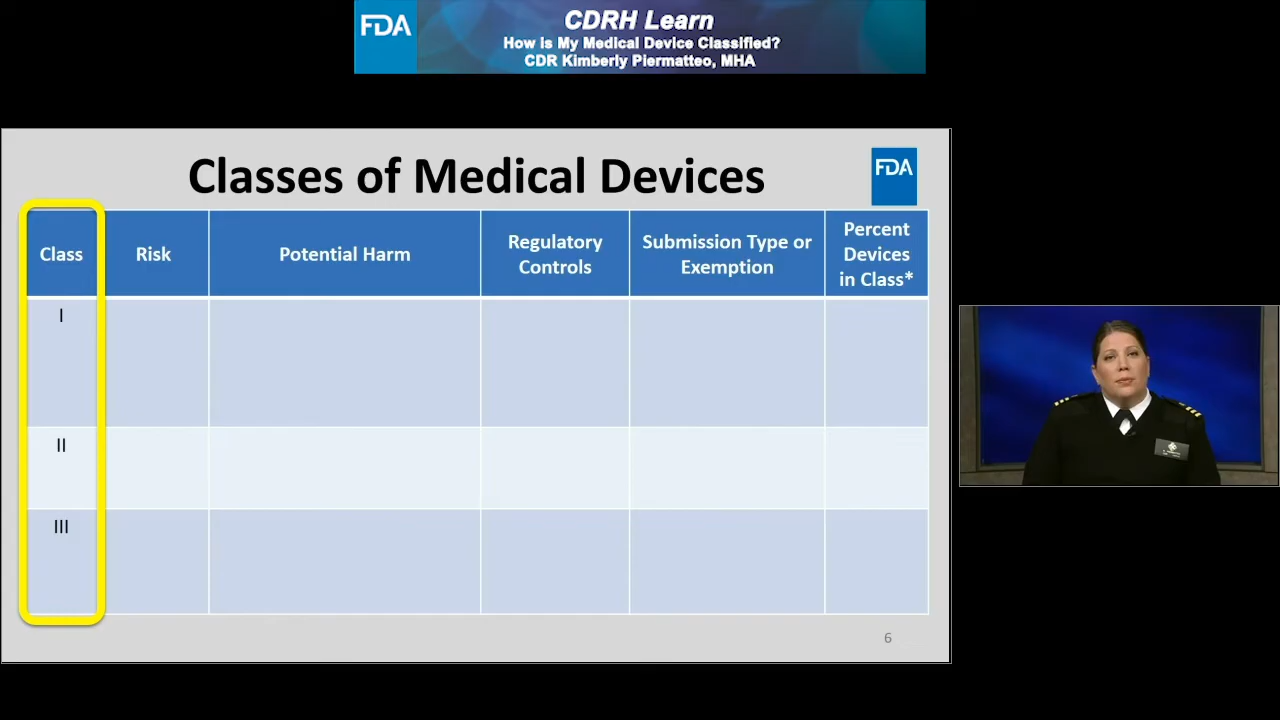 FDA
CDRH Learn
How is My Medical Device Classified?
CDR Kimberly Piermatteo, MHA
Classes of Medical Devices
FDA
Class
Risk
Potential Harm
Regulatory
Controls
Submission Type or
Exemption
Percent
Devices
in Class*
I
II
III
6